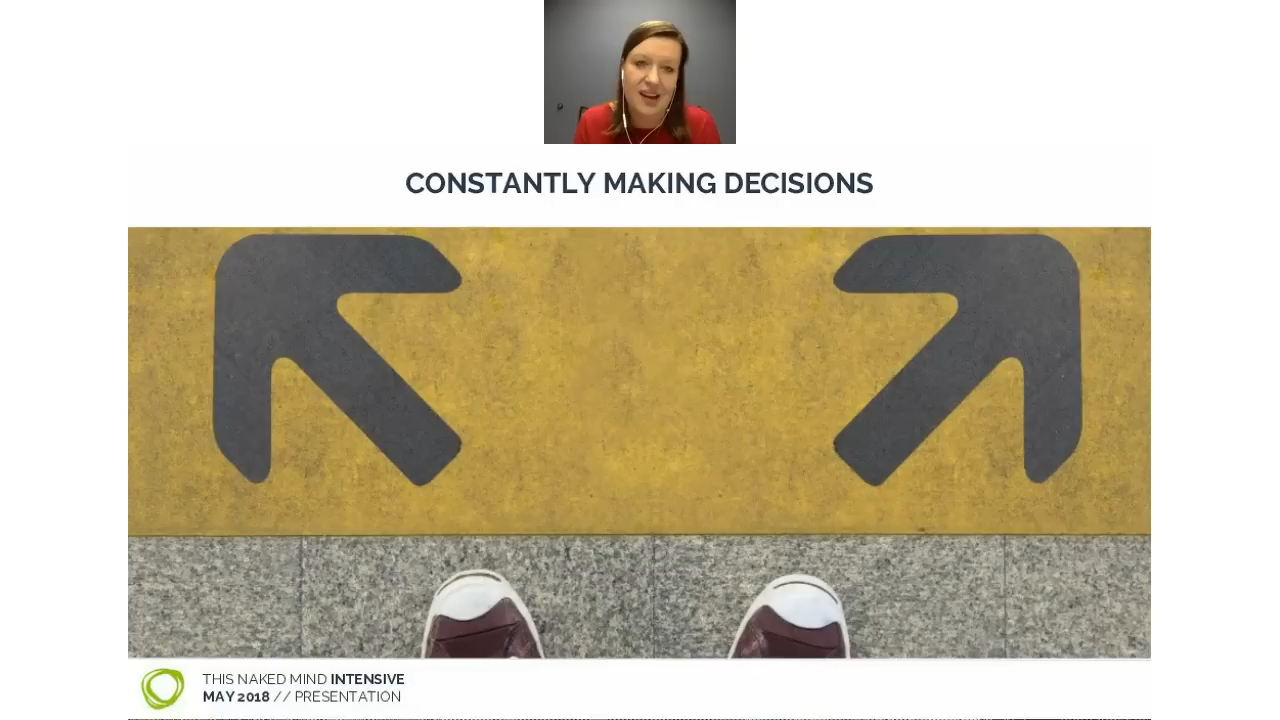 CONSTANTLY MAKING DECISIONS
THIS NAKED MIND INTENSIVE
MAY 2018 // PRESENTATION